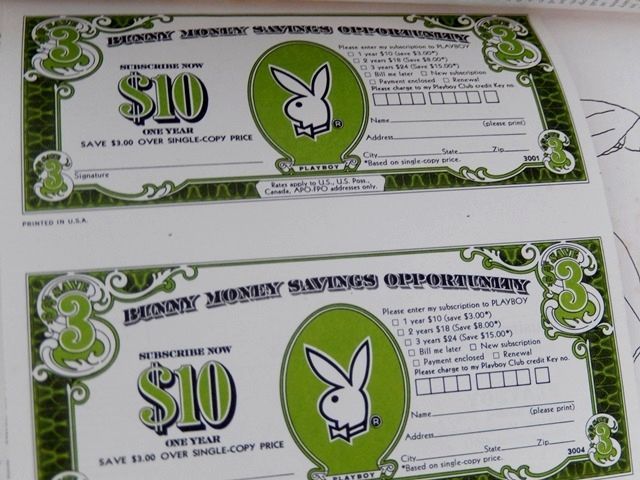 BUNNY MONEY SAVINGS OPPORTUNITY
3
3
SUBSCRIBE NOW
$10
ONE YEAR
SAVE $3.00 OVER SINGLE-COPY PRICE
Signature
3
PLAYBOY
®
Rates apply to U.S., U.S. Poss.,
Canada, APO-FPO addresses only.
Please enter my subscription to PLAYBOY
1 year $10 (save $3.00*)
2 years $18 (Save $8.00*)
3 years $24 (Save $15.00*)
Bill me later New subscription
Payment enclosed Renewal
Please charge to my Playboy Club credit Key no.
Name (please print)
Address
City State Zip
*Based on single-copy price. 3001
3
PRINTED IN U.S.A.
BUNNY MONEY SAVINGS OPPORTUNITY
SAVE
3
3
SUBSCRIBE NOW
$10
ONE YEAR
SAVE $3.00 OVER SINGLE-COPY PRICE
PLAYBOY
®
Please enter my subscription to PLAYBOY
1 year $10 (save $3.00*)
2 years $18 (Save $8.00*)
3 years $24 (Save $15.00*)
Bill me later New subscription
Payment enclosed Renewal
Please charge to my Playboy Club credit Key no.
Name (please print)
Address
City State Zip
*Based on single-copy price. 3004
3